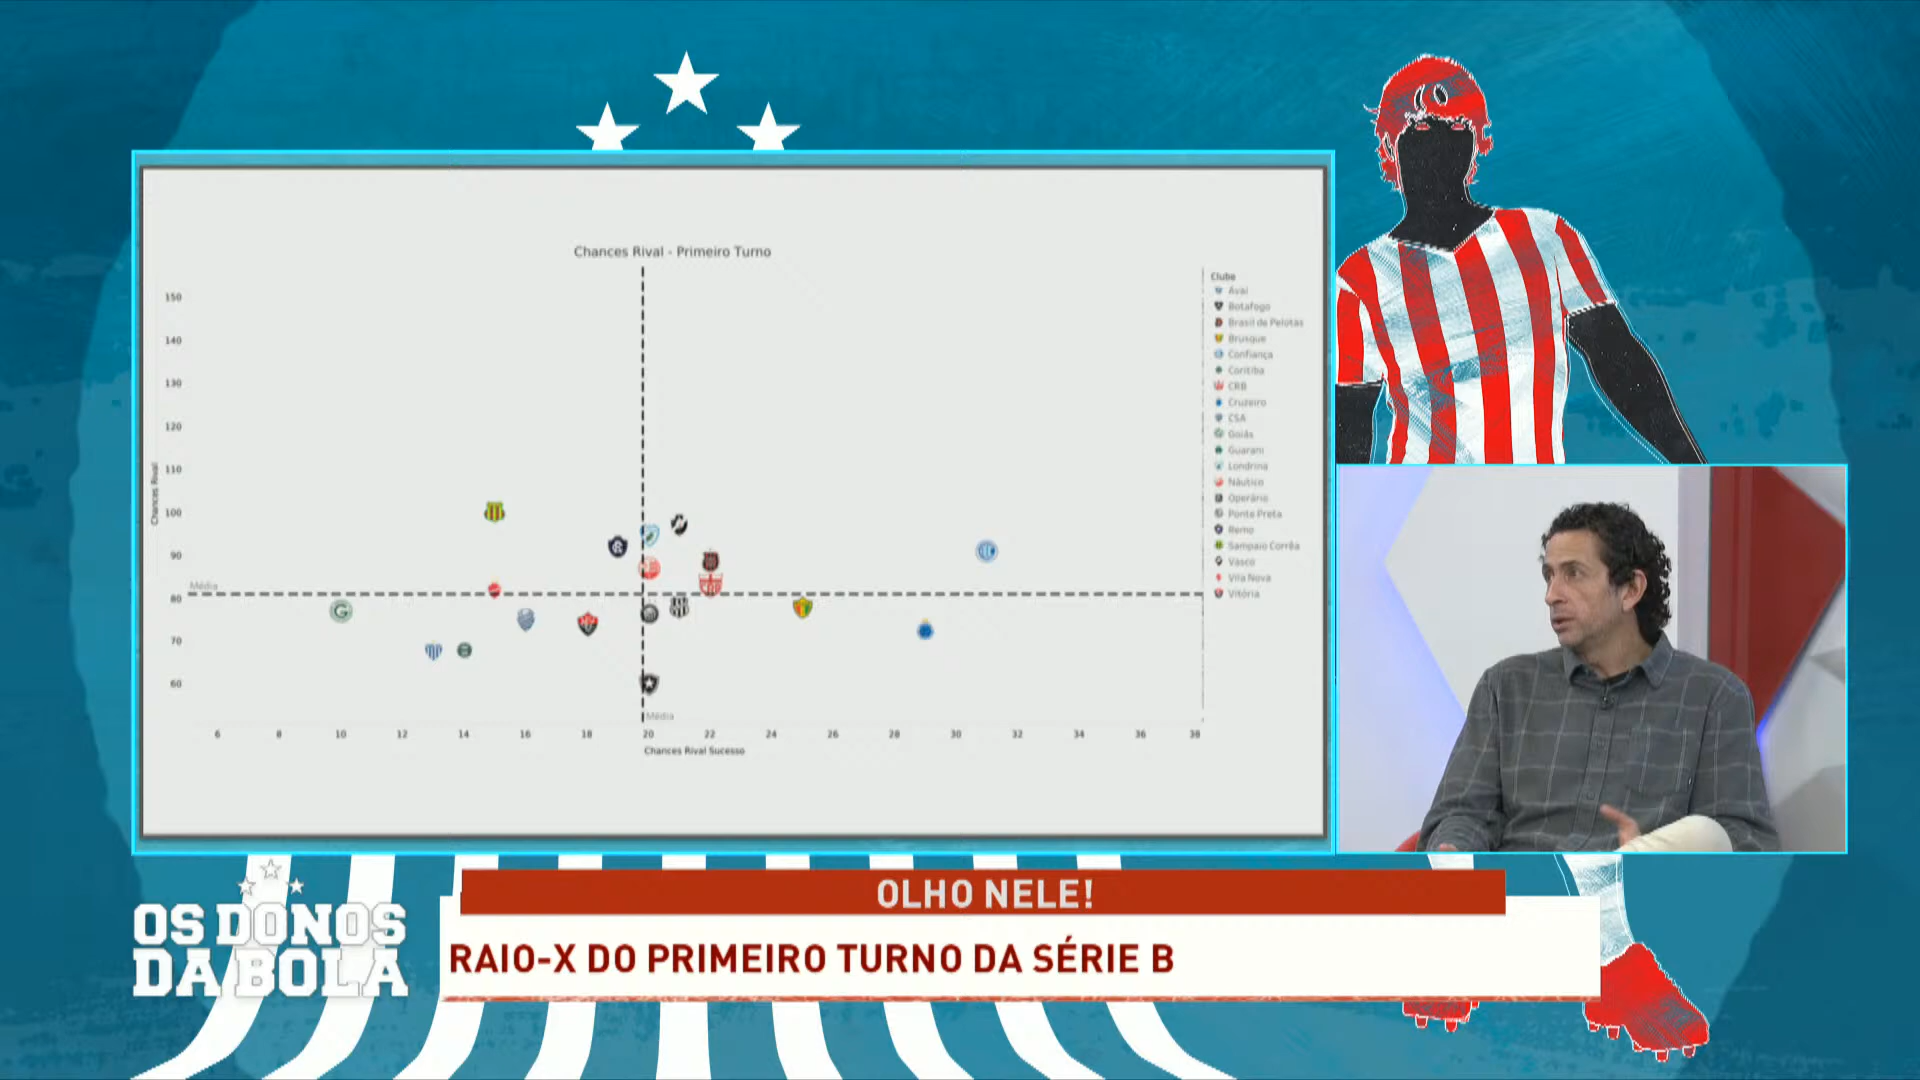 Chances Rival - Primeiro Turno
Clube
Avaí
Botafogo
Brasil de Pelotas
Brusque
Confiança
Coritiba
CRB
Cruzeiro
CSA
Goiás
Guarani
Londrina
Náutico
Operário
Ponte Preta
Remo
Sampaio Corrêa
Vasco
Vila Nova
Vitória
150
140
130
120
110
100
90
80
70
60
Chances Rival
Média
Média
6 8 10 12 14 16 18 20 22 24 26 28 30 32 34 36 38
Chances Rival Sucesso
OLHO NELE!
RAIO-X DO PRIMEIRO TURNO DA SÉRIE B
OS DONOS
DA BOLA